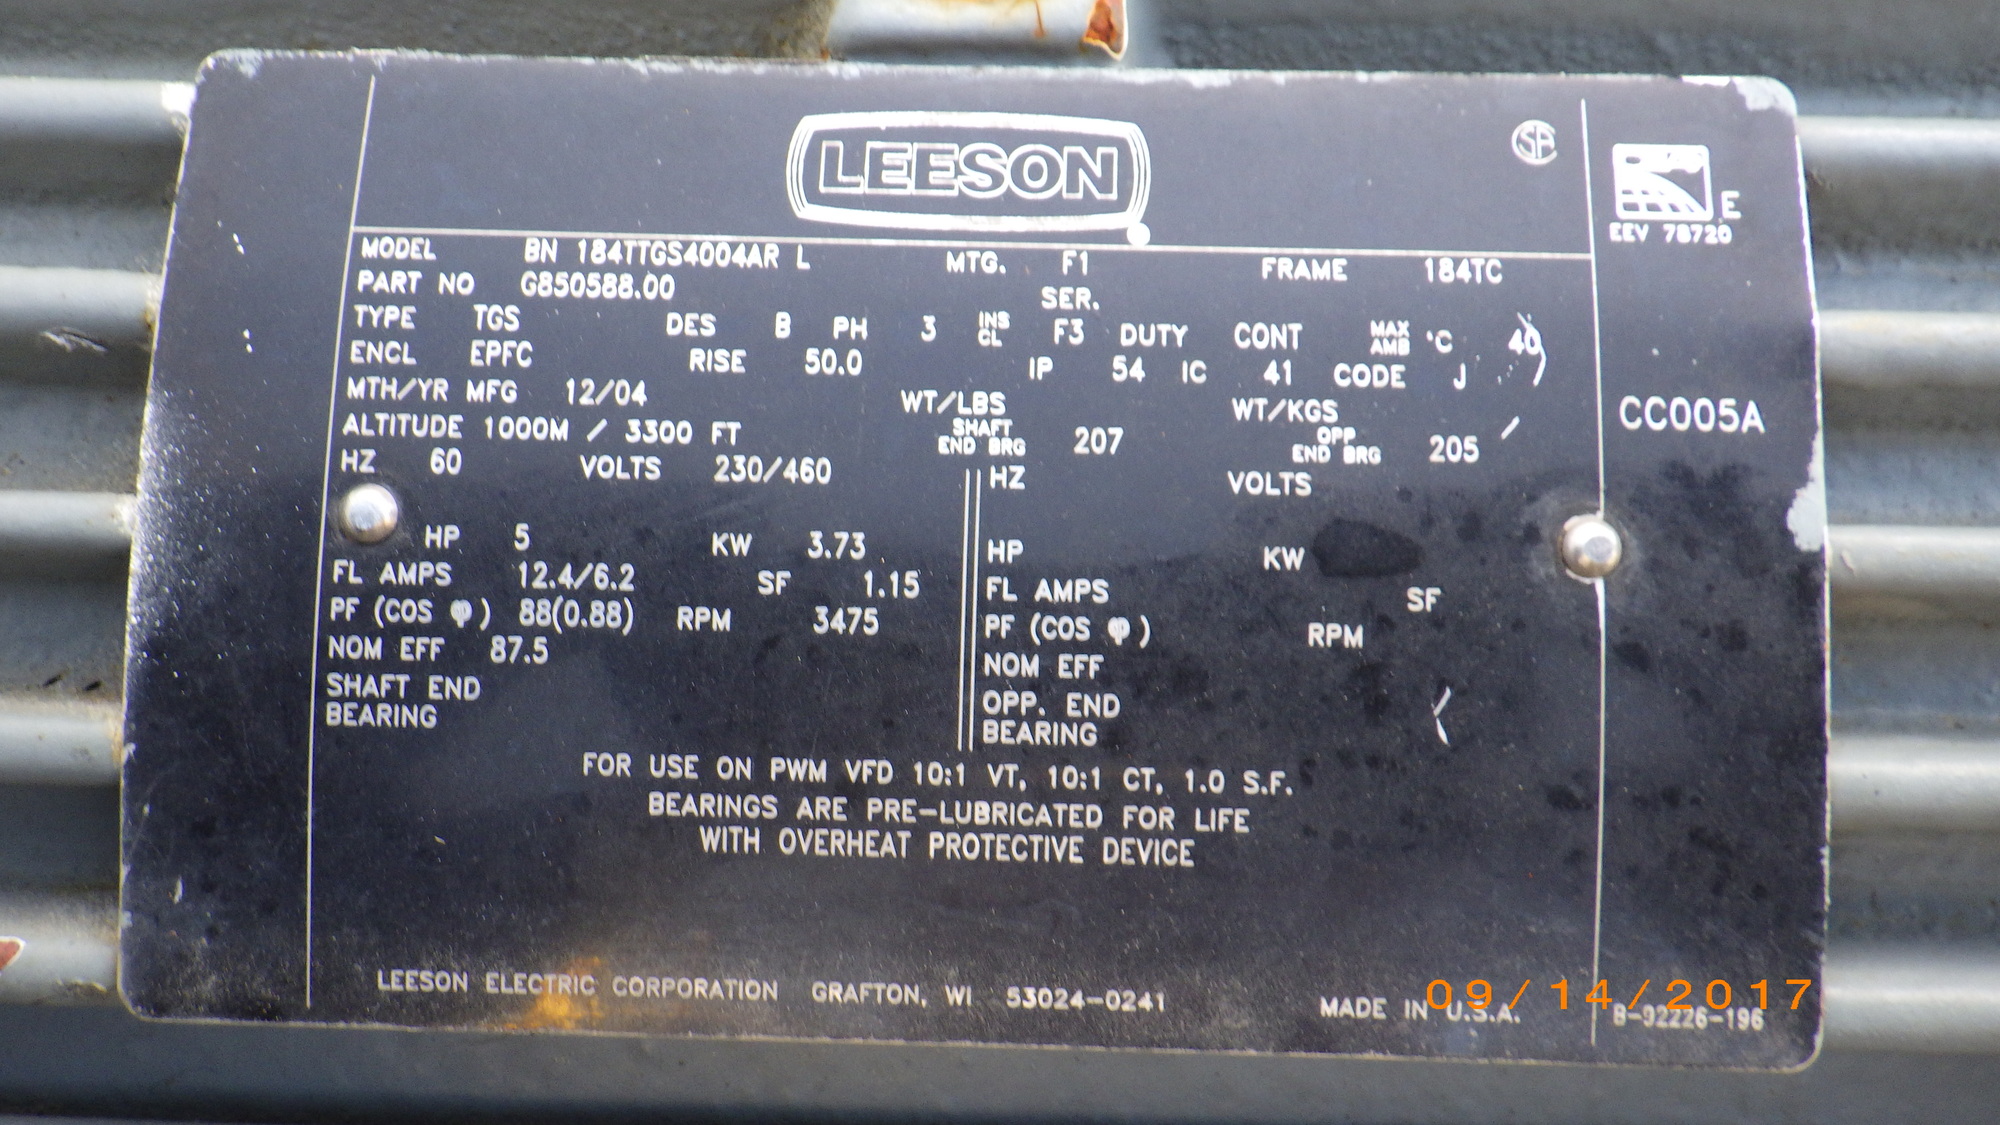 LEESON
SA
E
EEV 78720
MODEL BN 184TTGS4004AR L MTG. F1 FRAME 184TC
PART NO G850588.00 SER.
TYPE TGS DES B PH 3 INS CL F3 DUTY CONT MAX AMB °C 40
ENCL EPFC RISE 50.0 IP 54 IC 41 CODE J
MTH/YR MFG 12/04 WT/LBS WT/KGS
CC005A
ALTITUDE 1000M / 3300 FT SHAFT END BRG 207 OPP END BRG 205
HZ 60 VOLTS 230/460 HZ VOLTS
HP 5 KW 3.73 HP KW
FL AMPS 12.4/6.2 SF 1.15 FL AMPS SF
PF (COS φ) 88(0.88) RPM 3475 PF (COS φ) RPM
NOM EFF 87.5 NOM EFF
SHAFT END OPP. END
BEARING BEARING
FOR USE ON PWM VFD 10:1 VT, 10:1 CT, 1.0 S.F.
BEARINGS ARE PRE-LUBRICATED FOR LIFE
WITH OVERHEAT PROTECTIVE DEVICE
LEESON ELECTRIC CORPORATION GRAFTON, WI 53024-0241 MADE IN U.S.A. B-92226-196
09/14/2017